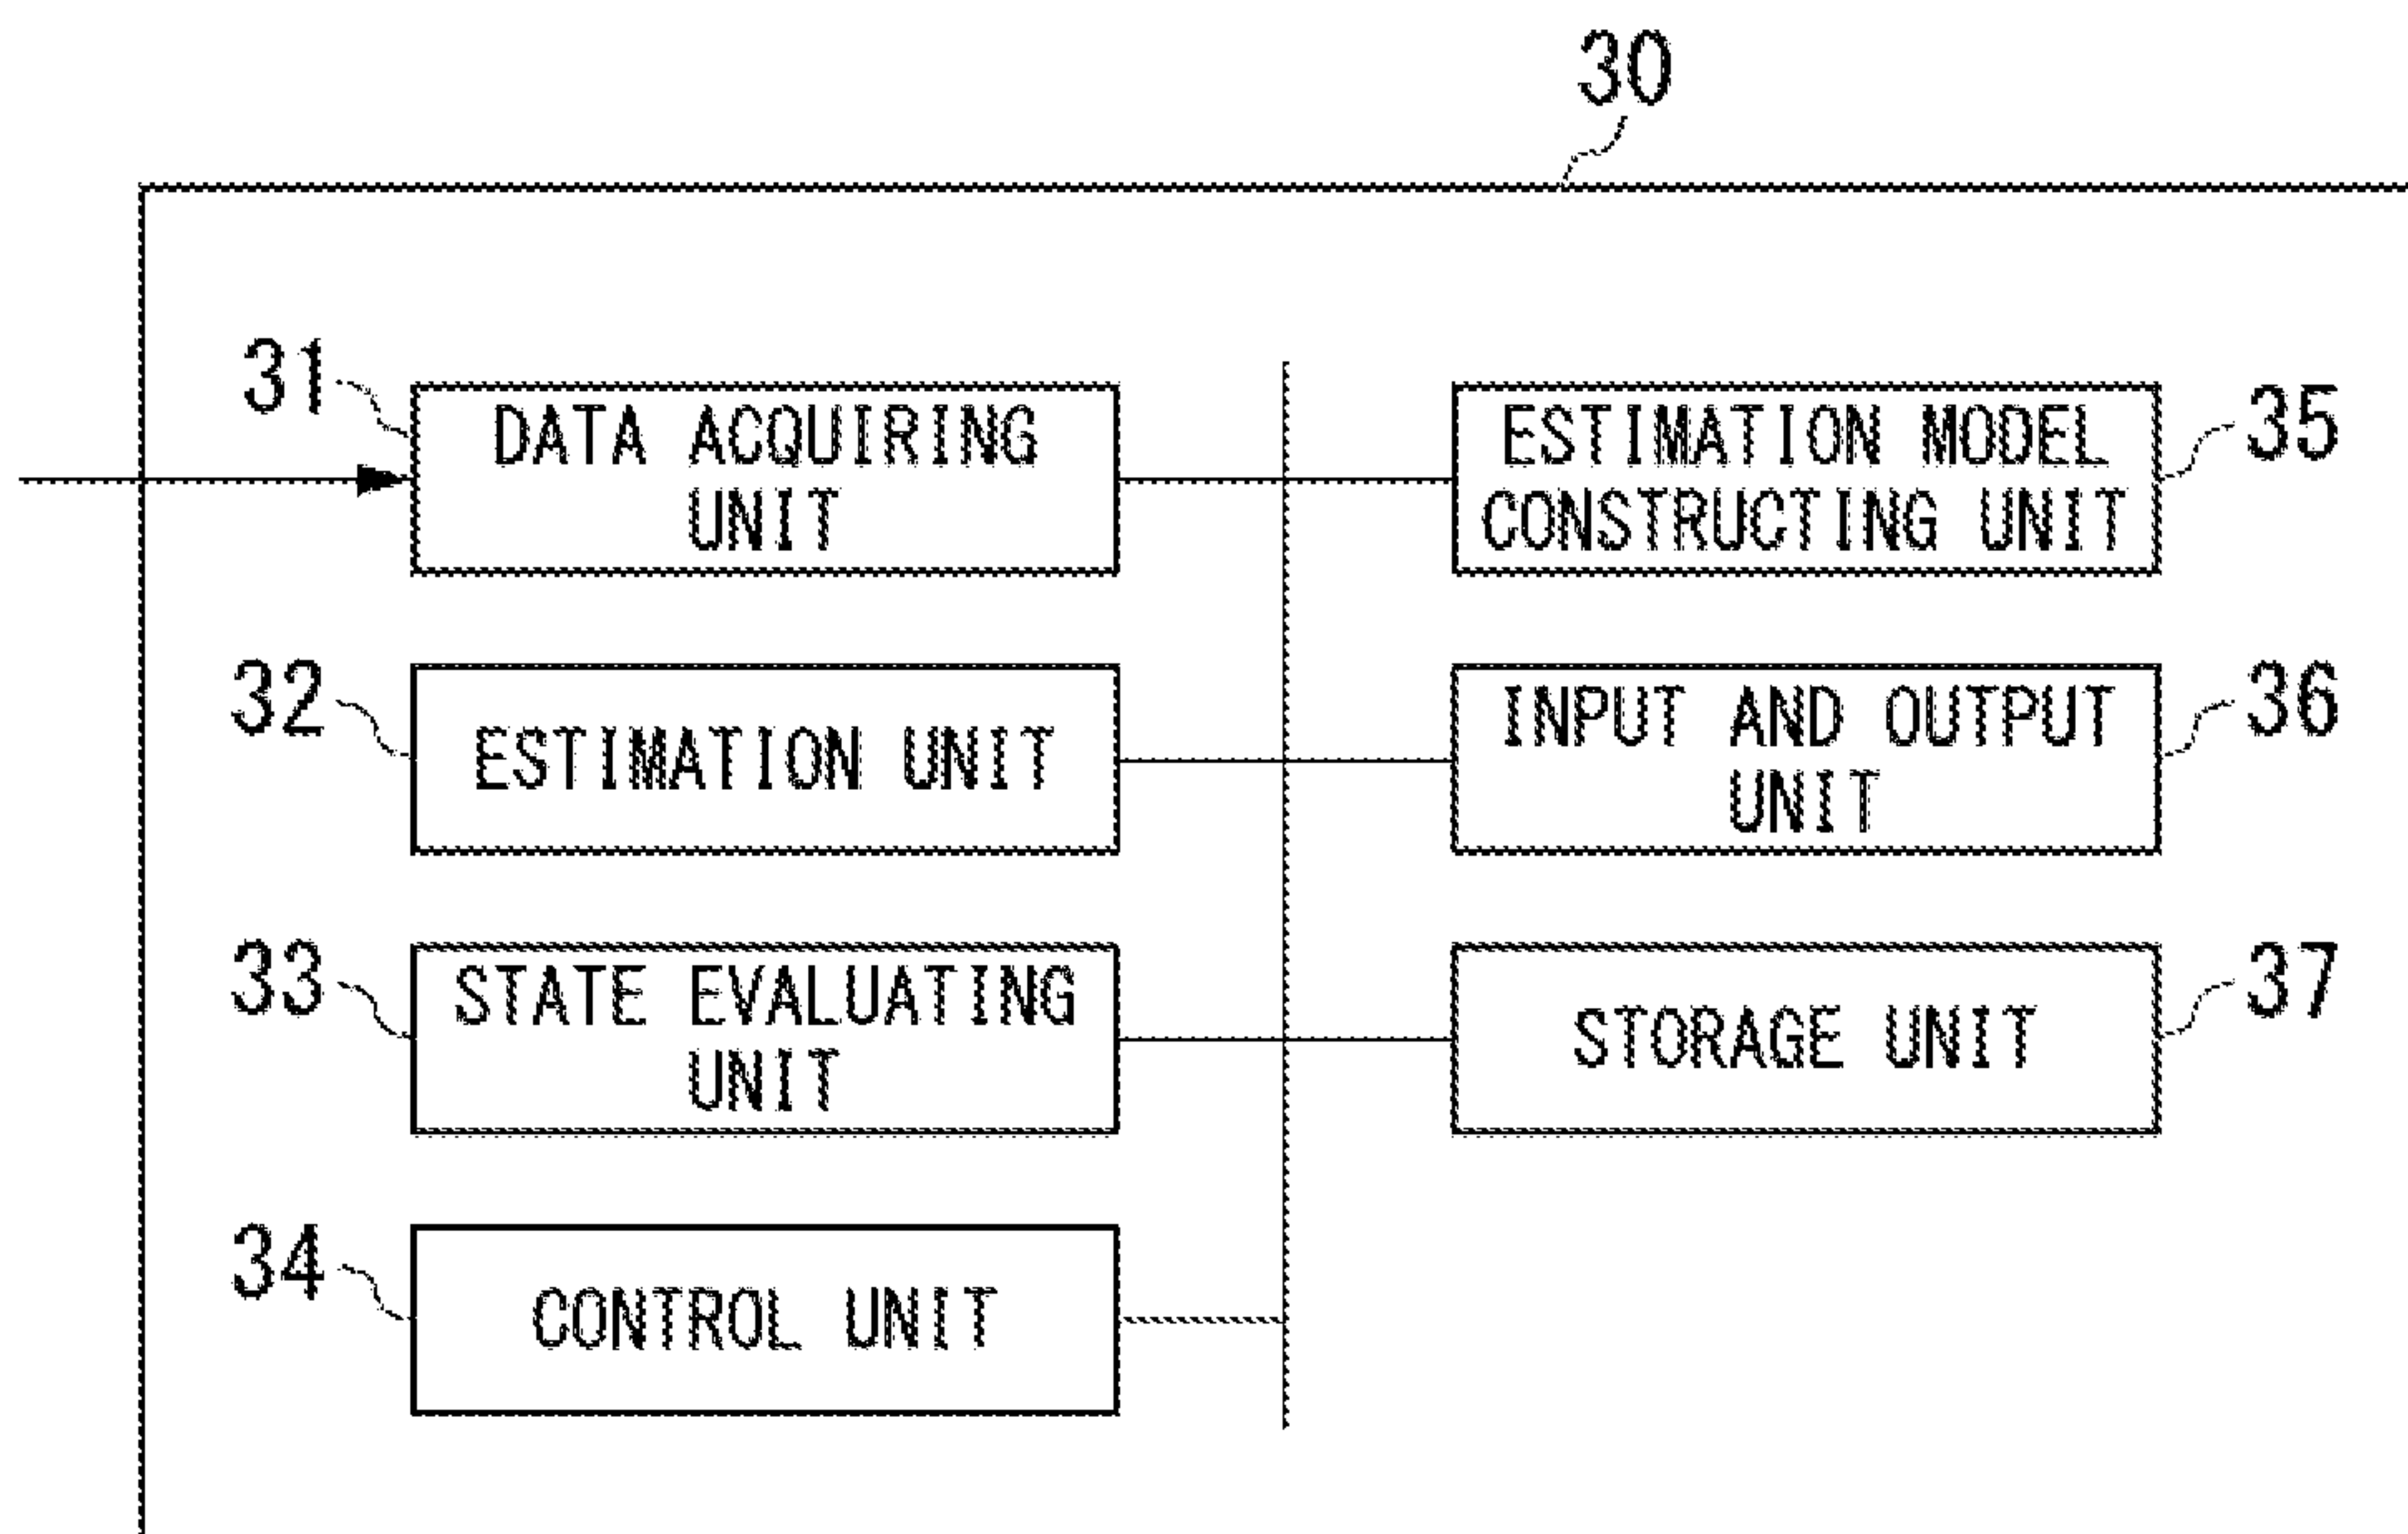 30
31
DATA ACQUIRING
UNIT
ESTIMATION MODEL
CONSTRUCTING UNIT
35
32
ESTIMATION UNIT
INPUT AND OUTPUT
UNIT
36
33
STATE EVALUATING
UNIT
STORAGE UNIT
37
34
CONTROL UNIT